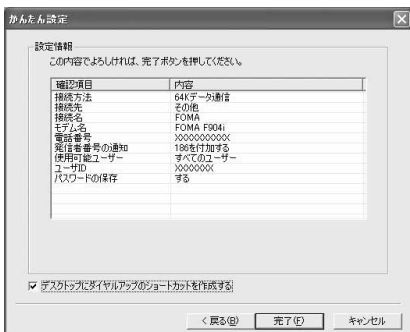 かんたん設定
設定情報
この内容でよろしければ、完了ボタンを押してください。
確認項目 内容
接続方法 64Kデータ通信
接続先 その他
接続名 FOMA
モデム名 FOMA F904i
電話番号 XXXXXXXXXXX
発信者番号の通知 186を付加する
使用可能ユーザー すべてのユーザー
ユーザID XXXXXXX
パスワードの保存 する
デスクトップにダイヤルアップのショートカットを作成する
< 戻る(B) 完了(F) キャンセル